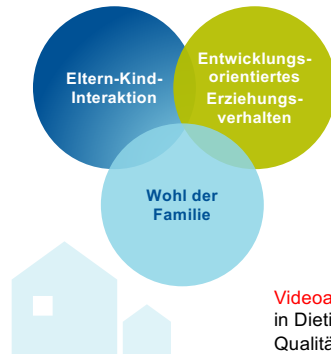 Eltern-Kind-
Interaktion
Entwicklungs-
orientiertes
Erziehungs-
verhalten
Wohl der
Familie
Videoa
in Dieti
Qualitä